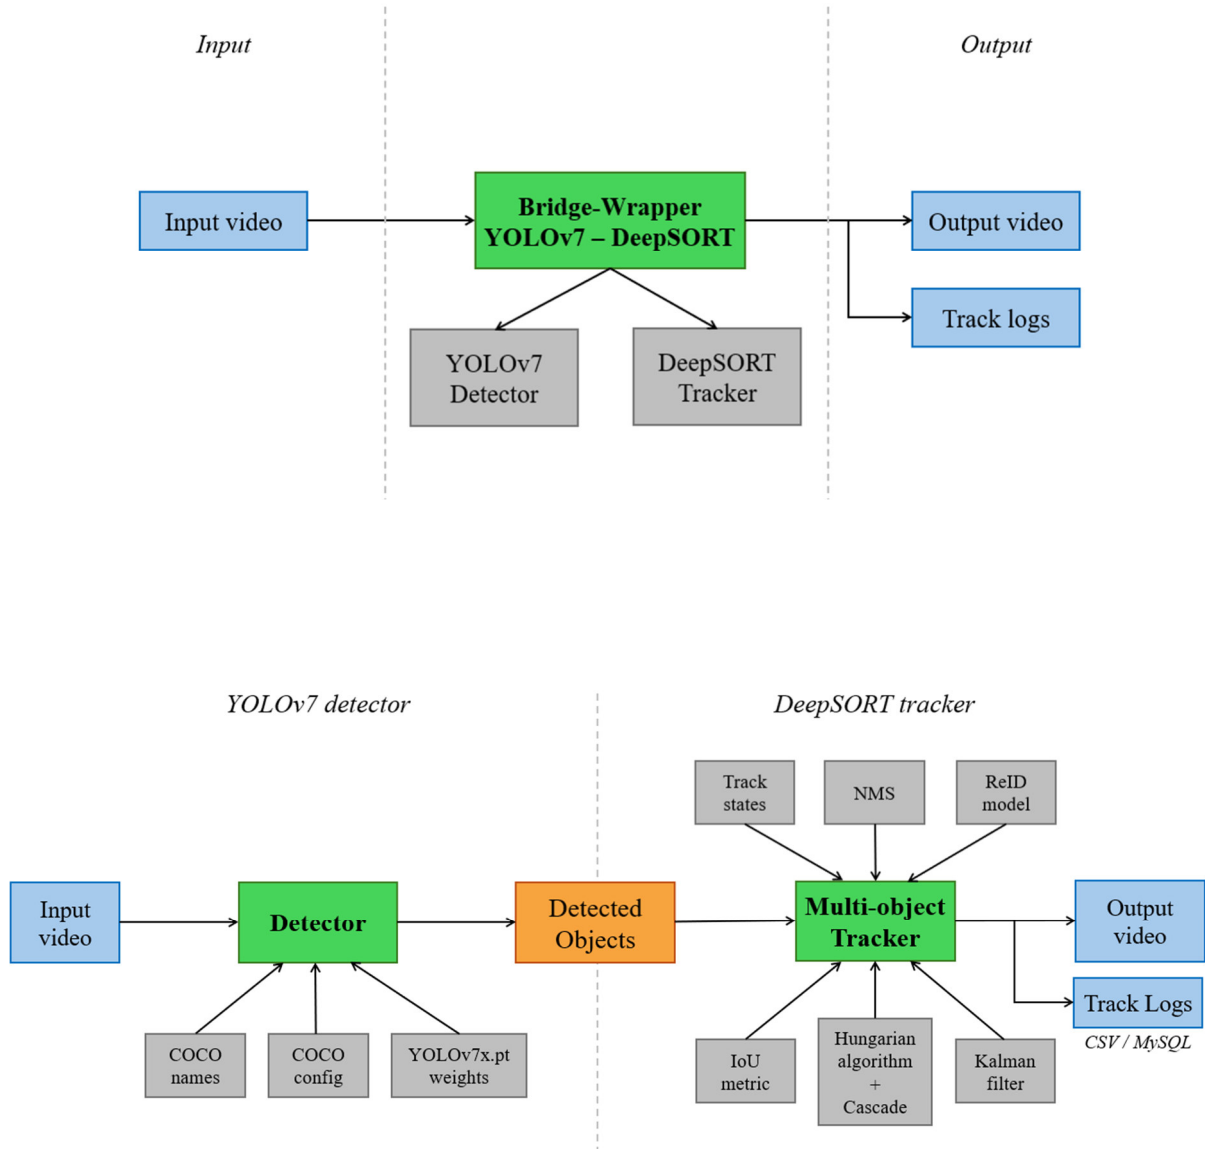 Input
Output
Input video
Bridge-Wrapper
YOLOv7 – DeepSORT
Output video
Track logs
YOLOv7
Detector
DeepSORT
Tracker
YOLOv7 detector
DeepSORT tracker
Track
states
NMS
ReID
model
Input
video
Detector
Detected
Objects
Multi-object
Tracker
Output
video
Track Logs
CSV / MySQL
COCO
names
COCO
config
YOLOv7x.pt
weights
IoU
metric
Hungarian
algorithm
+
Cascade
Kalman
filter